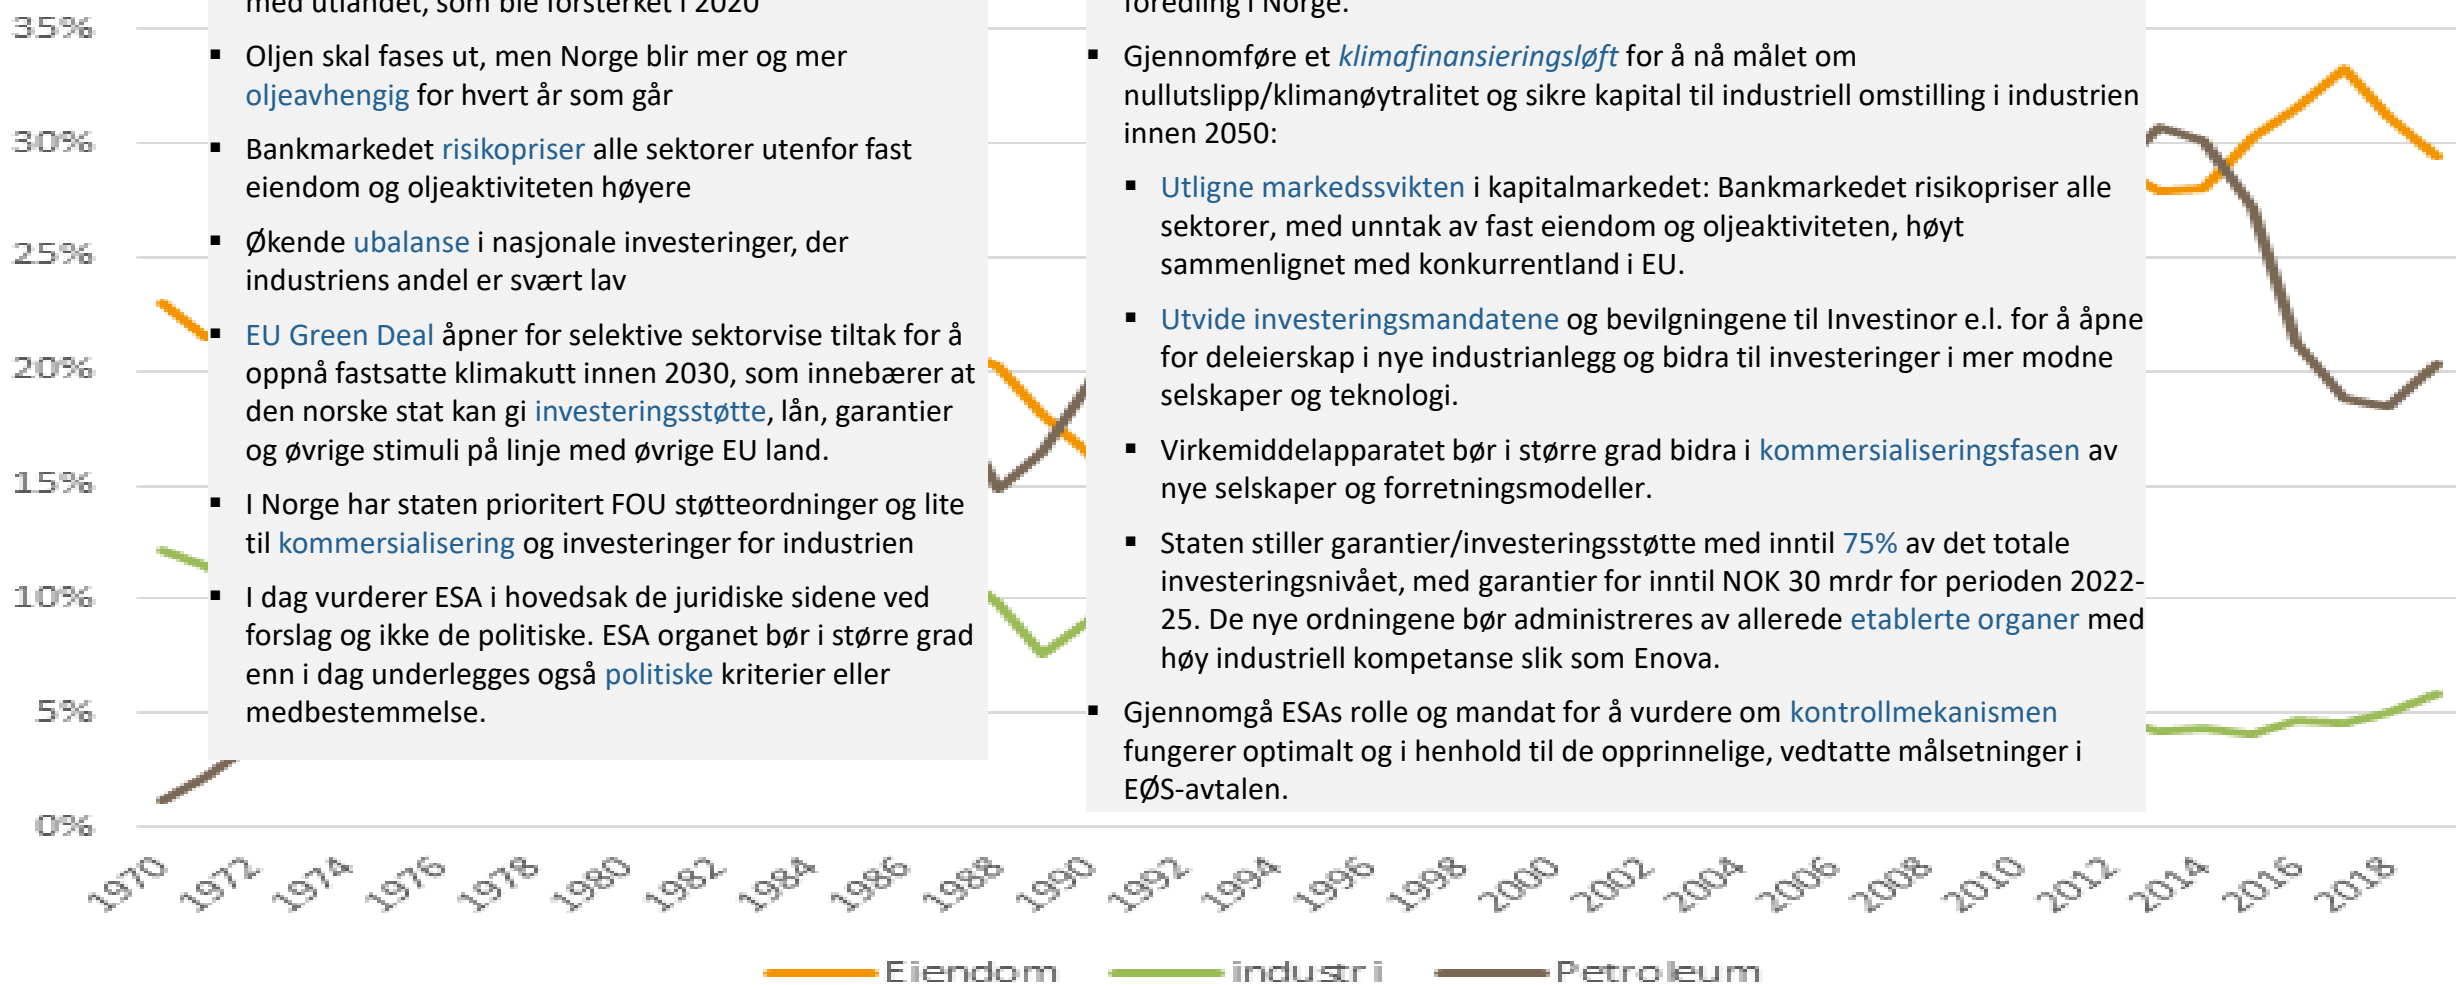 med utlandet, som ble forsterket i 2020
▪ Oljen skal fases ut, men Norge blir mer og mer
oljeavhengig for hvert år som går
▪ Bankmarkedet risikopriser alle sektorer utenfor fast
eiendom og oljeaktiviteten høyere
▪ Økende ubalanse i nasjonale investeringer, der
industriens andel er svært lav
▪ EU Green Deal åpner for selektive sektorvise tiltak for å
oppnå fastsatte klimakutt innen 2030, som innebærer at
den norske stat kan gi investeringsstøtte, lån, garantier
og øvrige stimuli på linje med øvrige EU land.
▪ I Norge har staten prioritert FOU støtteordninger og lite
til kommersialisering og investeringer for industrien
▪ I dag vurderer ESA i hovedsak de juridiske sidene ved
forslag og ikke de politiske. ESA organet bør i større grad
enn i dag underlegges også politiske kriterier eller
medbestemmelse.
foredling i Norge.
▪ Gjennomføre et klimafinansieringsløft for å nå målet om
nullutslipp/klimanøytralitet og sikre kapital til industriell omstilling i industrien
innen 2050:
▪ Utligne markedssvikten i kapitalmarkedet: Bankmarkedet risikopriser alle
sektorer, med unntak av fast eiendom og oljeaktiviteten, høyt
sammenlignet med konkurrentland i EU.
▪ Utvide investeringsmandatene og bevilgningene til Investinor e.l. for å åpne
for deleierskap i nye industrianlegg og bidra til investeringer i mer modne
selskaper og teknologi.
▪ Virkemiddelapparatet bør i større grad bidra i kommersialiseringsfasen av
nye selskaper og forretningsmodeller.
▪ Staten stiller garantier/investeringsstøtte med inntil 75% av det totale
investeringsnivået, med garantier for inntil NOK 30 mrdr for perioden 2022-
25. De nye ordningene bør administreres av allerede etablerte organer med
høy industriell kompetanse slik som Enova.
▪ Gjennomgå ESAs rolle og mandat for å vurdere om kontrollmekanismen
fungerer optimalt og i henhold til de opprinnelige, vedtatte målsetninger i
EØS-avtalen.
35%
30%
25%
20%
15%
10%
5%
0%
1970 1972 1974 1976 1978 1980 1982 1984 1986 1988 1990 1992 1994 1996 1998 2000 2002 2004 2006 2008 2010 2012 2014 2016 2018
Eiendom industri Petroleum